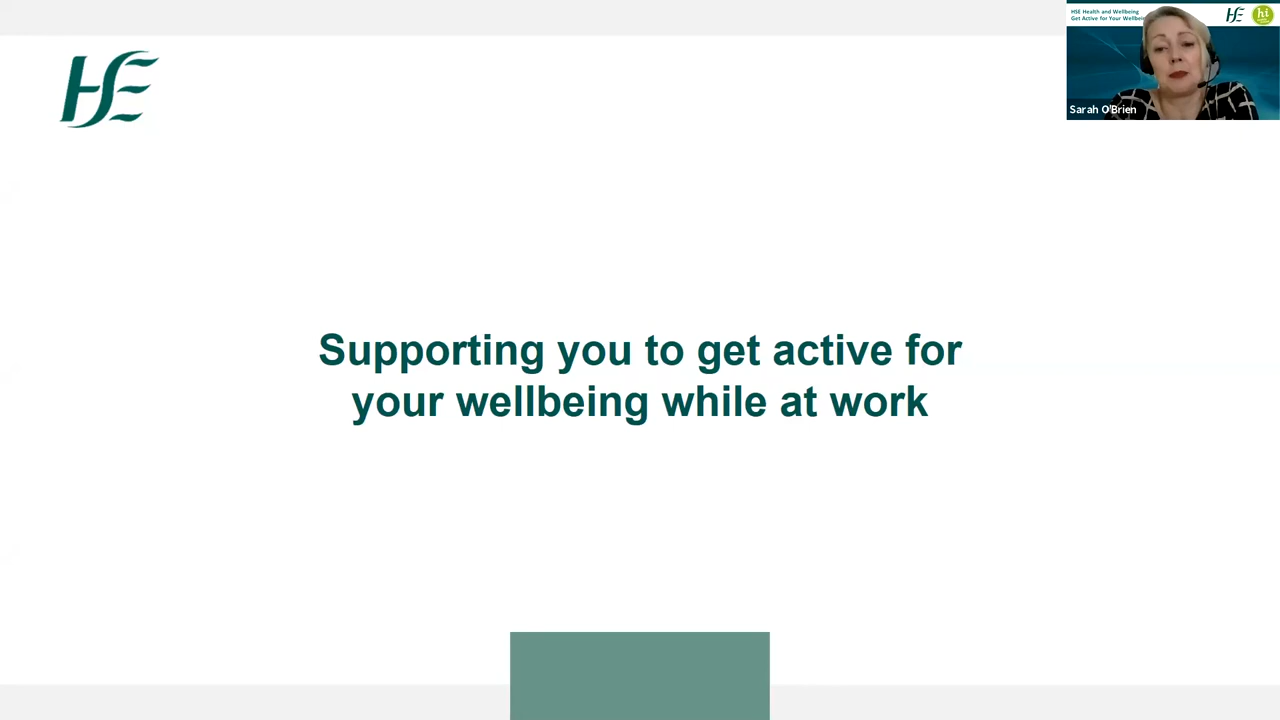 HSE
HSE Health and Wellbeing
Get Active for Your Wellbein
HSE
hi
Sarah O'Brien
Supporting you to get active for
your wellbeing while at work